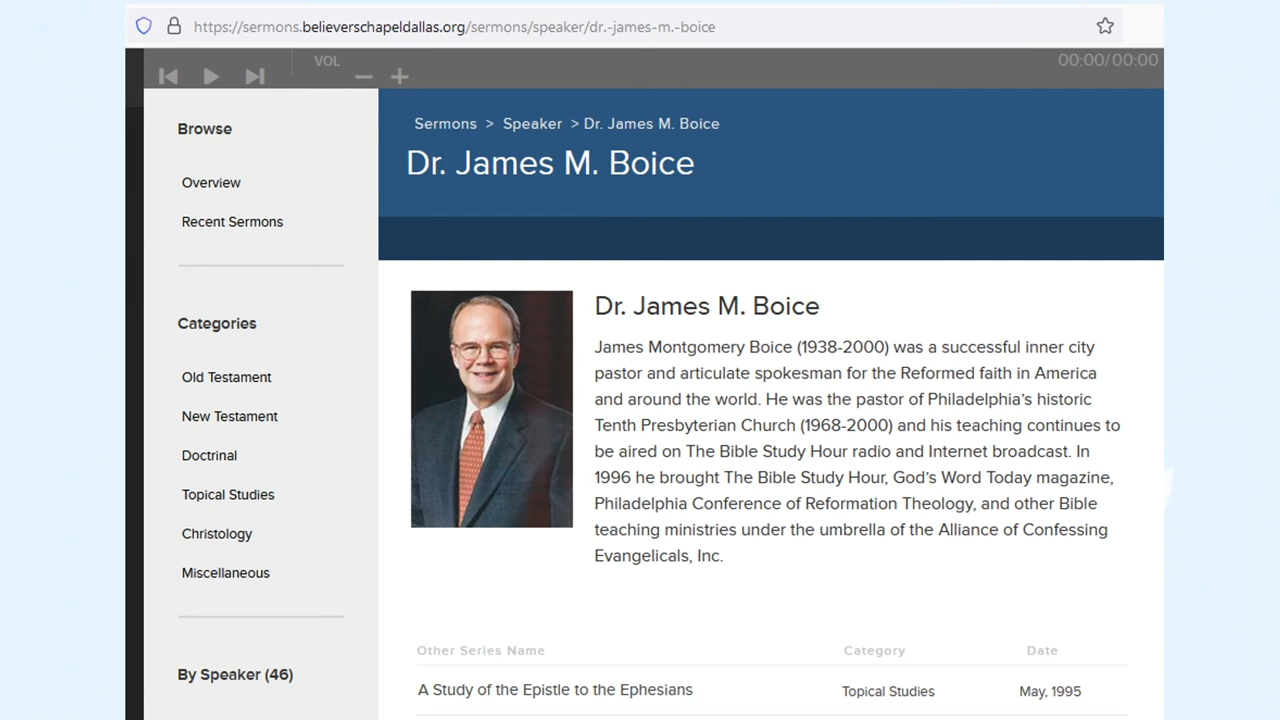 https://sermons.believerschapeldallas.org/sermons/speaker/dr.-james-m.-boice
VOL
00:00/00:00
Browse
Overview
Recent Sermons
Categories
Old Testament
New Testament
Doctrinal
Topical Studies
Christology
Miscellaneous
By Speaker (46)
Sermons > Speaker > Dr. James M. Boice
Dr. James M. Boice
Dr. James M. Boice
James Montgomery Boice (1938-2000) was a successful inner city
pastor and articulate spokesman for the Reformed faith in America
and around the world. He was the pastor of Philadelphia’s historic
Tenth Presbyterian Church (1968-2000) and his teaching continues to
be aired on The Bible Study Hour radio and Internet broadcast. In
1996 he brought The Bible Study Hour, God’s Word Today magazine,
Philadelphia Conference of Reformation Theology, and other Bible
teaching ministries under the umbrella of the Alliance of Confessing
Evangelicals, Inc.
Other Series Name Category Date
A Study of the Epistle to the Ephesians Topical Studies May, 1995